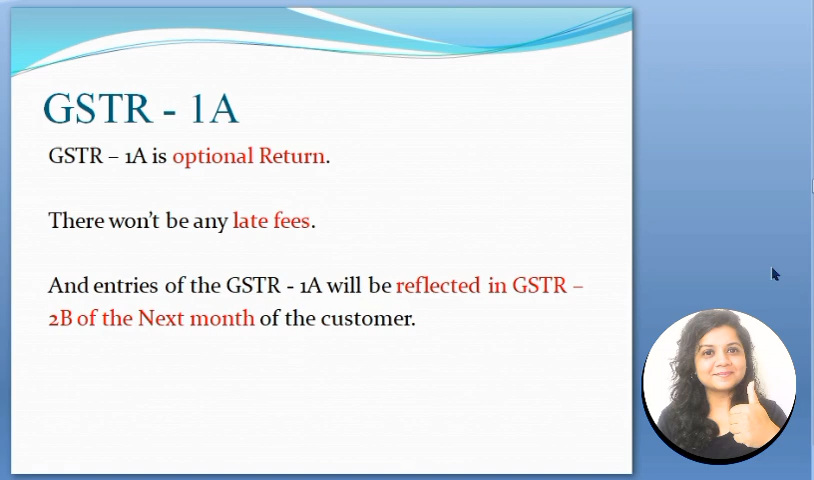 GSTR - 1A
GSTR – 1A is optional Return.
There won't be any late fees.
And entries of the GSTR - 1A will be reflected in GSTR –
2B of the Next month of the customer.